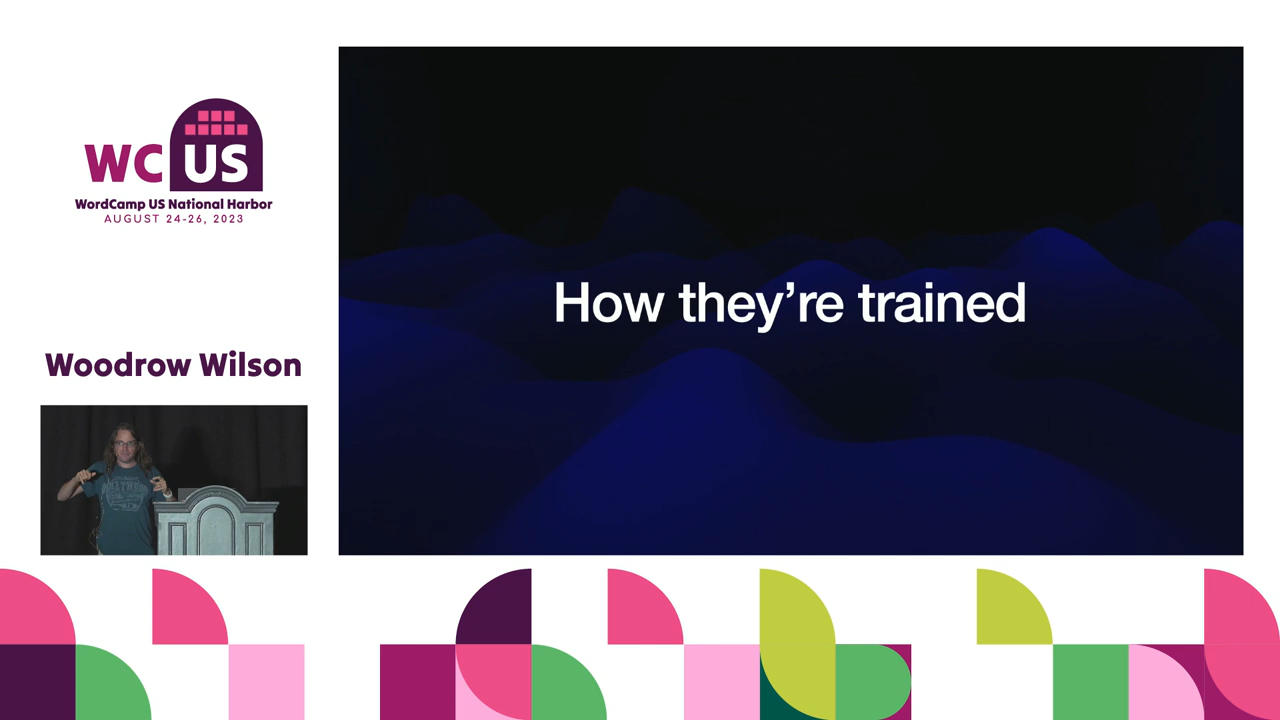 WC US
WordCamp US National Harbor
AUGUST 24-26, 2023
How they're trained
Woodrow Wilson